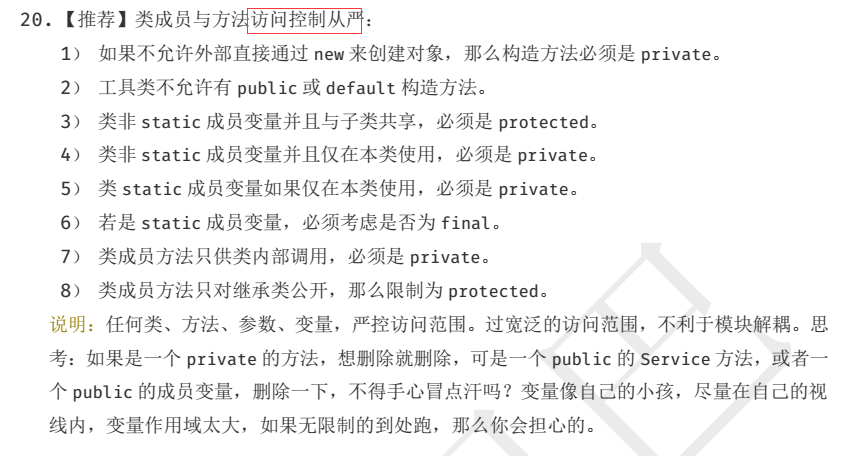 20.【推荐】类成员与方法访问控制从严：
1） 如果不允许外部直接通过 new 来创建对象，那么构造方法必须是 private。
2） 工具类不允许有 public 或 default 构造方法。
3） 类非 static 成员变量并且与子类共享，必须是 protected。
4） 类非 static 成员变量并且仅在本类使用，必须是 private。
5） 类 static 成员变量如果仅在本类使用，必须是 private。
6） 若是 static 成员变量，必须考虑是否为 final。
7） 类成员方法只供类内部调用，必须是 private。
8） 类成员方法只对继承类公开，那么限制为 protected。
说明：任何类、方法、参数、变量，严控访问范围。过宽泛的访问范围，不利于模块解耦。思
考：如果是一个 private 的方法，想删除就删除，可是一个 public 的 Service 方法，或者一
个 public 的成员变量，删除一下，不得手心冒点汗吗？变量像自己的小孩，尽量在自己的视
线内，变量作用域太大，如果无限制的到处跑，那么你会担心的。